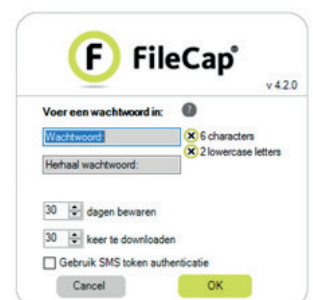 F FileCap®
v 4.2.0
Voer een wachtwoord in: ?
Wachtwoord:
6 characters
2 lowercase letters
Herhaal wachtwoord:
30 dagen bewaren
30 keer te downloaden
Gebruik SMS token authenticatie
Cancel OK